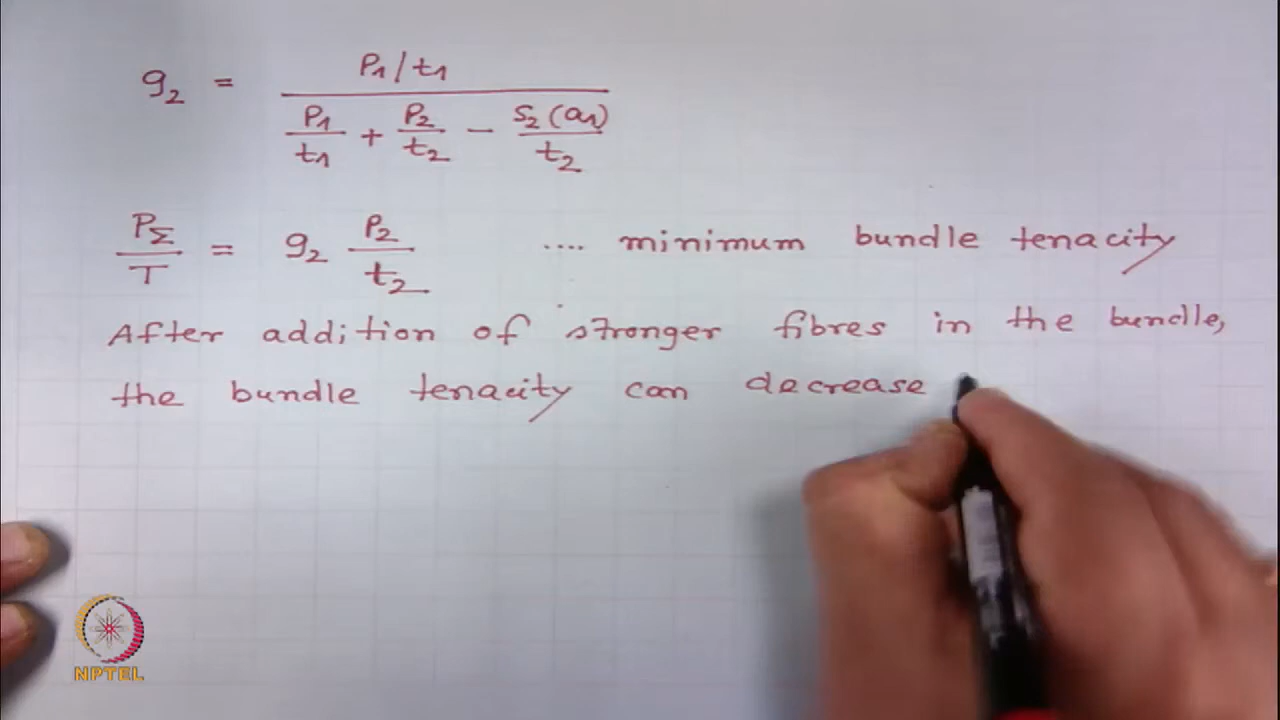 g₂ = (P₁/t₁) / (P₁/t₁ + P₂/t₂ - S₂(a₁)/t₂)
P_Σ/T = g₂ P₂/t₂ .... minimum bundle tenacity
After addition of stronger fibres in the bundle,
the bundle tenacity can decrease
NPTEL